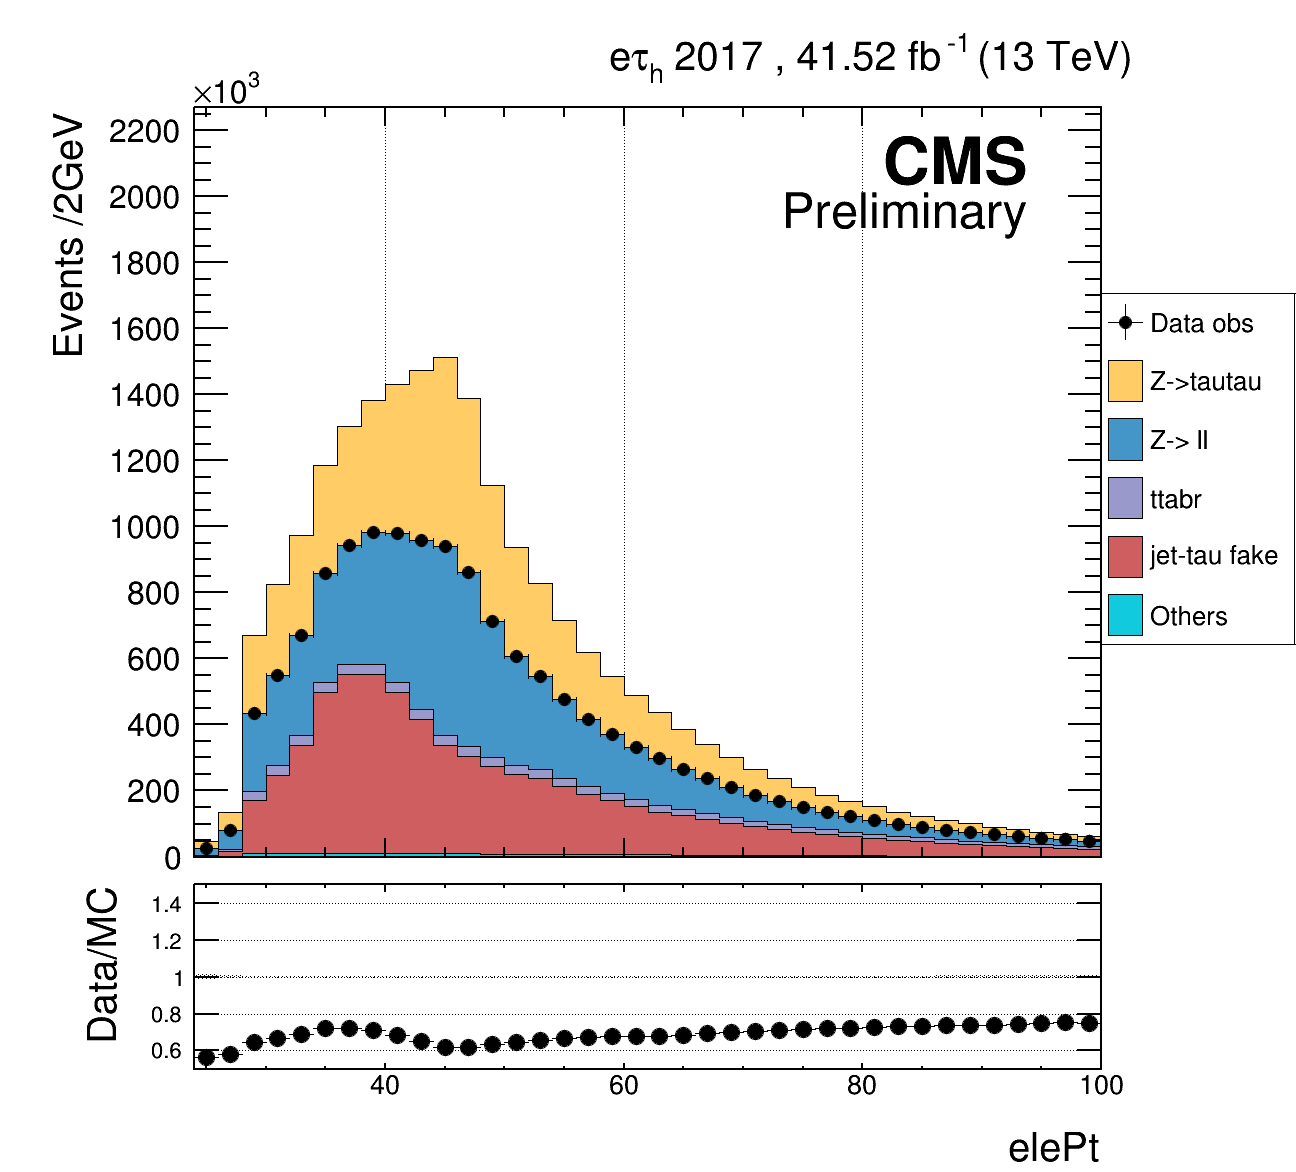 eτh 2017 , 41.52 fb-1 (13 TeV)
×10^3
Events /2GeV
2200
2000
1800
1600
1400
1200
1000
800
600
400
200
0
CMS
Preliminary
Data obs
Z->tautau
Z-> ll
ttabr
jet-tau fake
Others
Data/MC
1.4
1.2
1
0.8
0.6
40
60
80
100
elePt